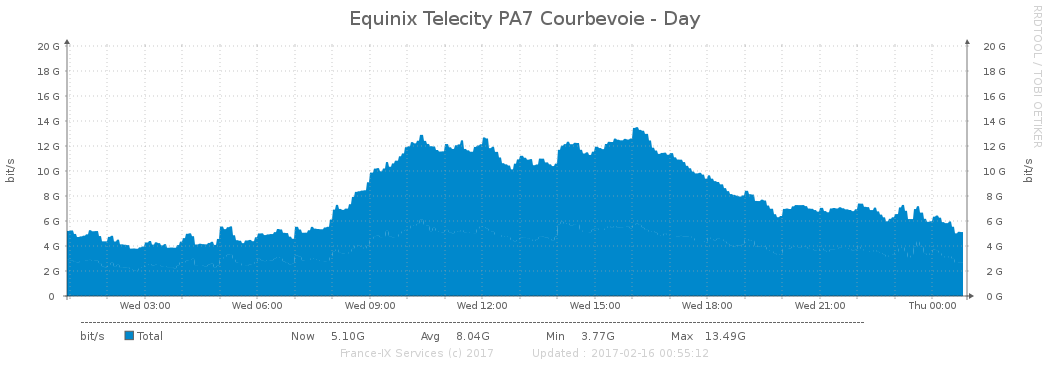 Equinix Telecity PA7 Courbevoie - Day
RRDTOOL / TOBI OETIKER
bit/s
20 G 20 G
18 G 18 G
16 G 16 G
14 G 14 G
12 G 12 G
10 G 10 G
8 G 8 G
6 G 6 G
4 G 4 G
2 G 2 G
0 0 G
bit/s
Wed 03:00 Wed 06:00 Wed 09:00 Wed 12:00 Wed 15:00 Wed 18:00 Wed 21:00 Thu 00:00
bit/s Total Now 5.10G Avg 8.04G Min 3.77G Max 13.49G
France-IX Services (c) 2017 Updated : 2017-02-16 00:55:12